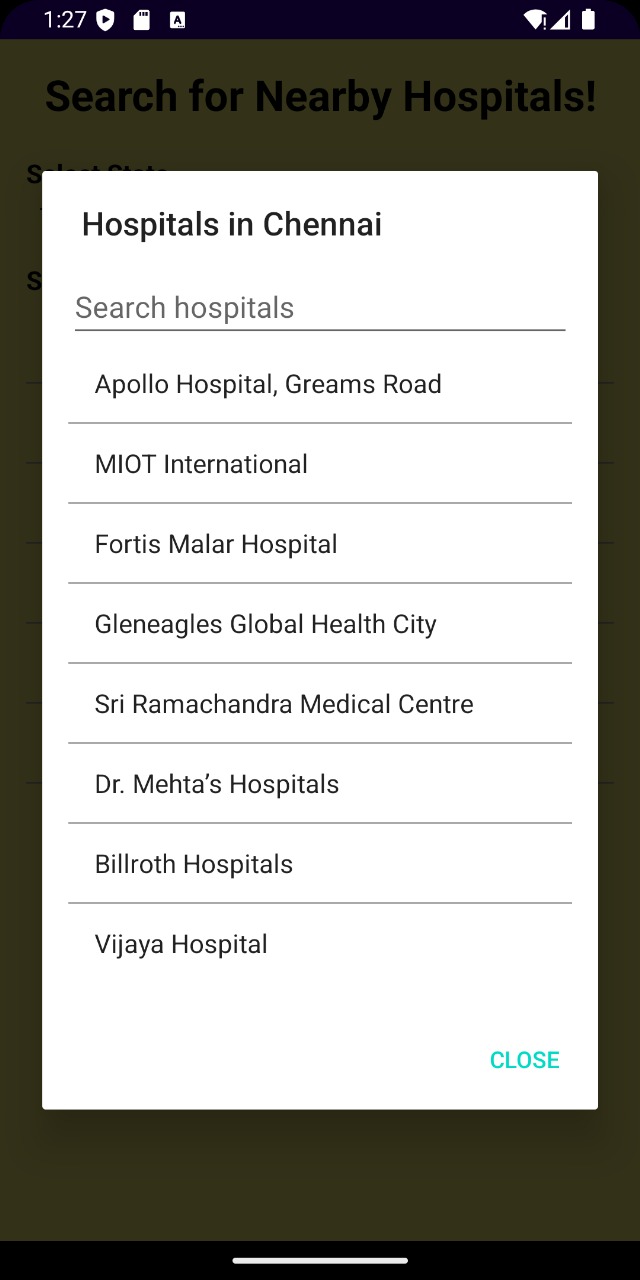 1:27
Search for Nearby Hospitals!
Select State
S
Hospitals in Chennai
Search hospitals
Apollo Hospital, Greams Road
MIOT International
Fortis Malar Hospital
Gleneagles Global Health City
Sri Ramachandra Medical Centre
Dr. Mehta’s Hospitals
Billroth Hospitals
Vijaya Hospital
CLOSE